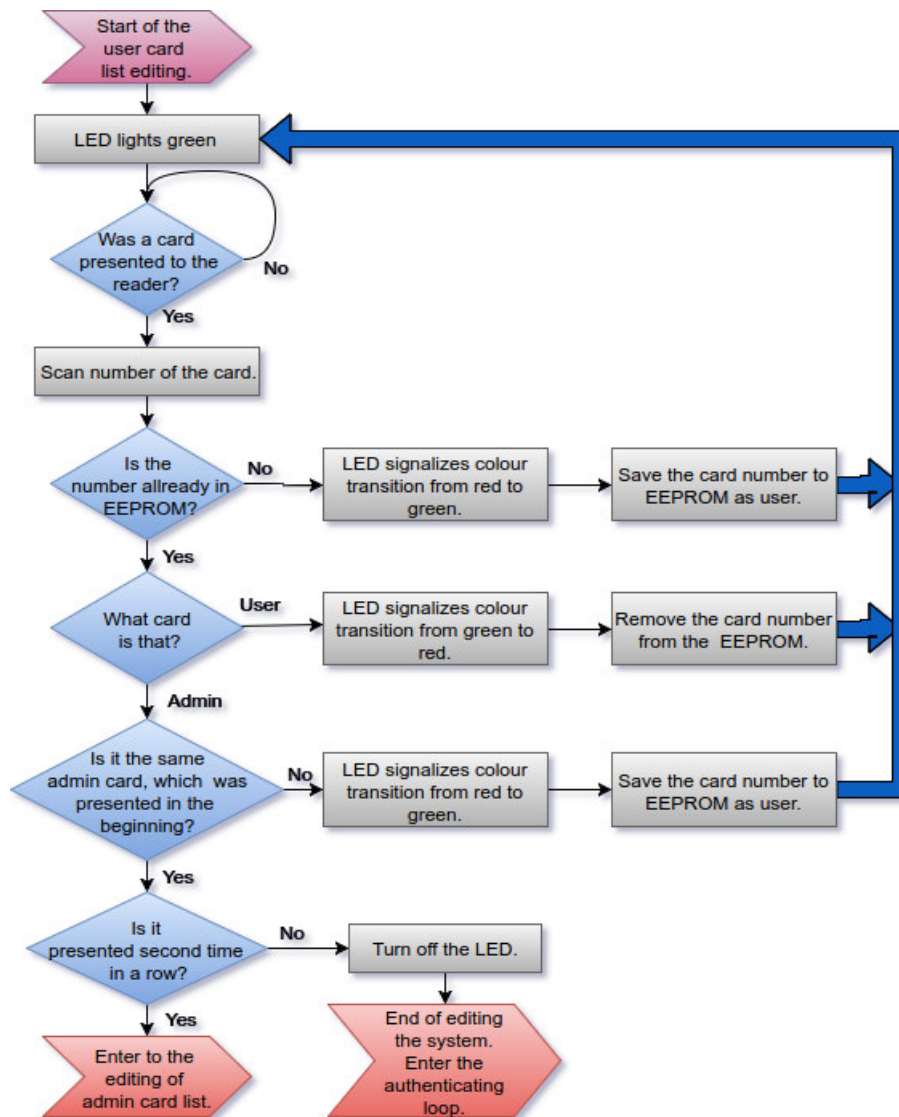 Start of the
user card
list editing.
LED lights green
Was a card
presented to the
reader?
No
Yes
Scan number of the card.
Is the
number allready in
EEPROM?
No
LED signalizes colour
transition from red to
green.
Save the card number to
EEPROM as user.
Yes
What card
is that?
User
LED signalizes colour
transition from green to
red.
Remove the card number
from the EEPROM.
Admin
Is it the same
admin card, which was
presented in the
beginning?
No
LED signalizes colour
transition from red to
green.
Save the card number to
EEPROM as user.
Yes
Is it
presented second time
in a row?
No
Turn off the LED.
Yes
Enter to the
editing of
admin card list.
End of editing
the system.
Enter the
authenticating
loop.